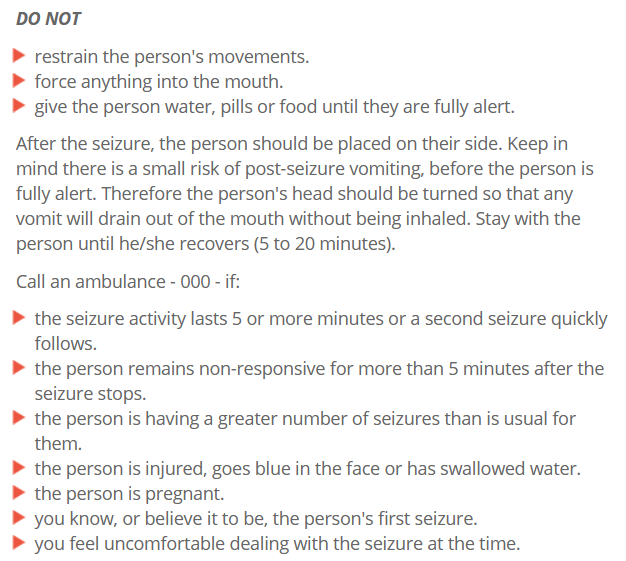 DO NOT
restrain the person's movements.
force anything into the mouth.
give the person water, pills or food until they are fully alert.
After the seizure, the person should be placed on their side. Keep in
mind there is a small risk of post-seizure vomiting, before the person is
fully alert. Therefore the person's head should be turned so that any
vomit will drain out of the mouth without being inhaled. Stay with the
person until he/she recovers (5 to 20 minutes).
Call an ambulance - 000 - if:
the seizure activity lasts 5 or more minutes or a second seizure quickly
follows.
the person remains non-responsive for more than 5 minutes after the
seizure stops.
the person is having a greater number of seizures than is usual for
them.
the person is injured, goes blue in the face or has swallowed water.
the person is pregnant.
you know, or believe it to be, the person's first seizure.
you feel uncomfortable dealing with the seizure at the time.